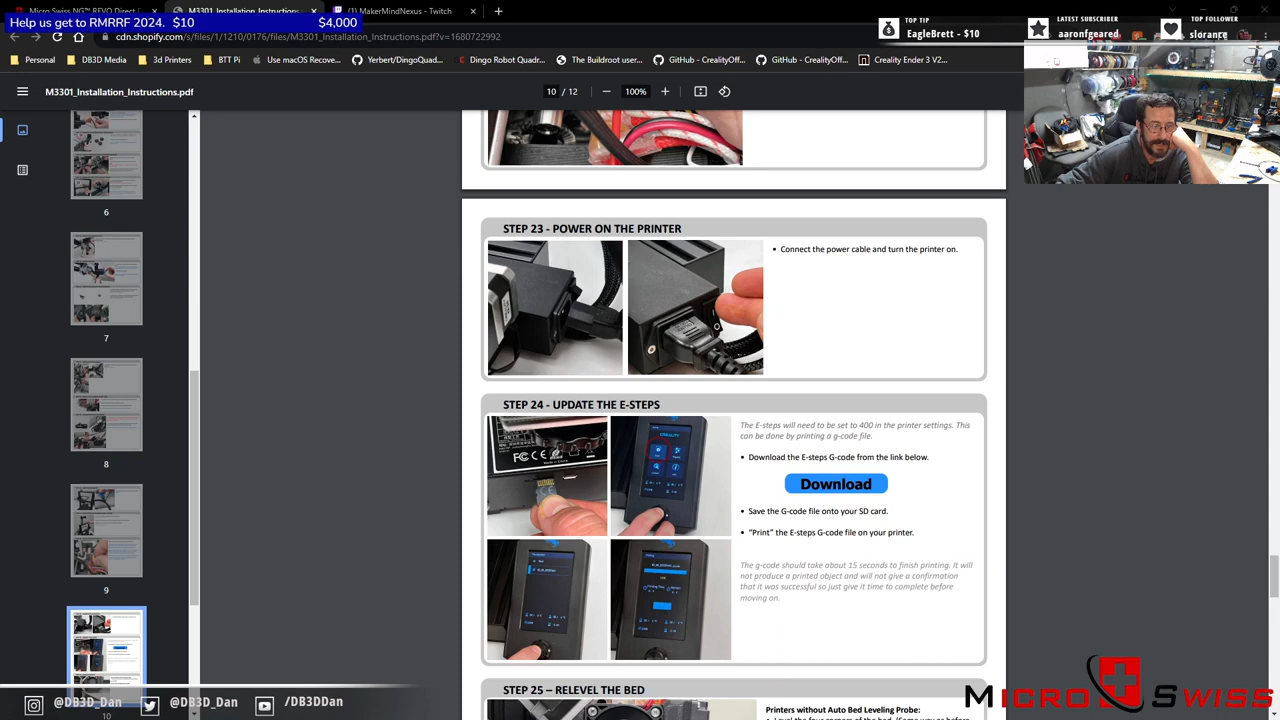 Micro Swiss NG™ REVO Direct
M3301_Installation_Instructions
(1) MakerMindNexus - Twitch
Help us get to RMRRF 2024. $10
$4,000
cdn.shopify.com/s/files/1/1210/0176/files/M3301_Installation_Instructions.pdf?v=
TOP TIP
EagleBrett - $10
LATEST SUBSCRIBER
aaronfgeared
TOP FOLLOWER
slorance
Personal
DB3D Media
3d Printers
BTT Pi
Use macOS Recove...
Quadr...
The Buildroot user...
GitHub - CrealityOff...
GitHub - CrealityOff...
Creality Ender 3 V2...
M3301_Installation_Instructions.pdf
10 / 12
100%
6
7
8
9
10
STEP 23 - POWER ON THE PRINTER
• Connect the power cable and turn the printer on.
STEP 24 - UPDATE THE E-STEPS
The E-steps will need to be set to 400 in the printer settings. This
can be done by printing a g-code file.
• Download the E-steps G-code from the link below.
Download
• Save the G-code file onto your SD card.
• "Print" the E-steps G-code file on your printer.
The g-code should take about 15 seconds to finish printing. It will
not produce a printed object and will not give a confirmation
that it was successful so just give it time to complete before
moving on.
STEP 25 – RELEVEL THE BED
Printers without Auto Bed Leveling Probe:
@DB3D_Dan
@DB3D_Dan
/DB3DDan
MICRO SWISS